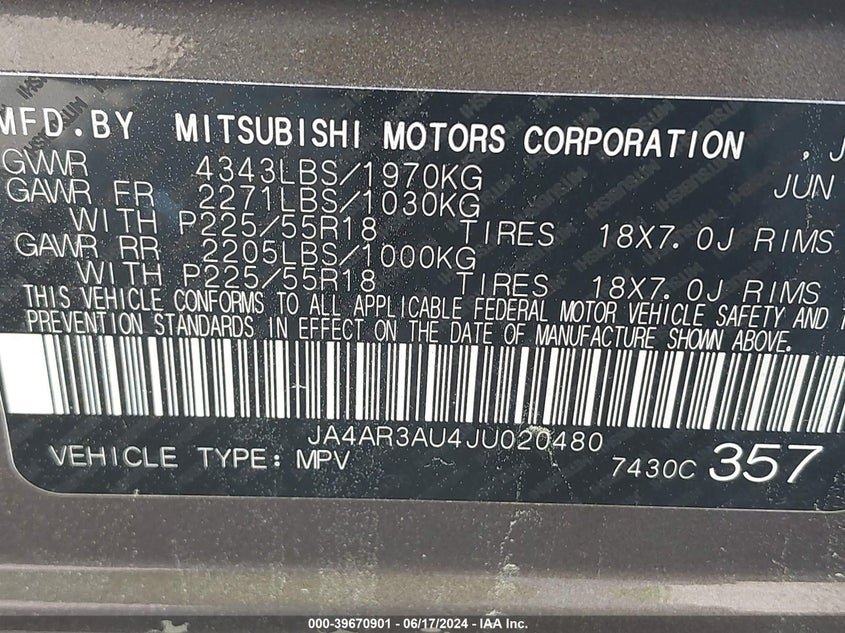 MFD.BY MITSUBISHI MOTORS CORPORATION
GVWR 4343LBS/1970KG JUN
GAWR FR 2271LBS/1030KG
WITH P225/55R18 TIRES 18X7.0J RIMS
GAWR RR 2205LBS/1000KG
WITH P225/55R18 TIRES 18X7.0J RIMS
THIS VEHICLE CONFORMS TO ALL APPLICABLE FEDERAL MOTOR VEHICLE SAFETY AND
PREVENTION STANDARDS IN EFFECT ON THE DATE OF MANUFACTURE SHOWN ABOVE.
JA4AR3AU4JU020480
VEHICLE TYPE: MPV 7430C 357
000-39670901 - 06/17/2024 - IAA Inc.